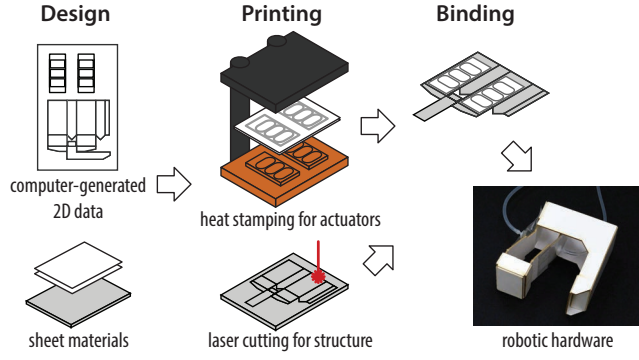 Design
Printing
Binding
computer-generated
2D data
heat stamping for actuators
sheet materials
laser cutting for structure
robotic hardware